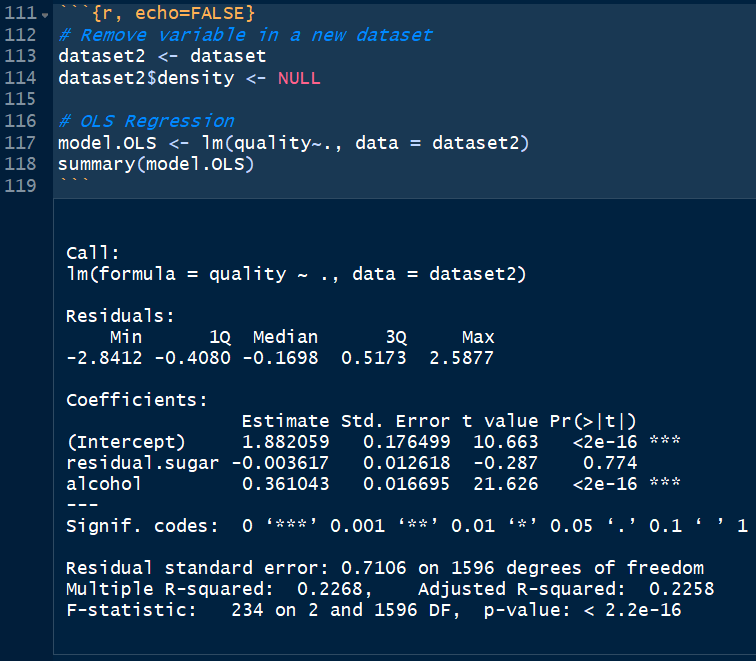 111 ```{r, echo=FALSE}
112 # Remove variable in a new dataset
113 dataset2 <- dataset
114 dataset2$density <- NULL
115
116 # OLS Regression
117 model.OLS <- lm(quality~., data = dataset2)
118 summary(model.OLS)
119 ```
Call:
lm(formula = quality ~ ., data = dataset2)
Residuals:
    Min      1Q  Median      3Q     Max
-2.8412 -0.4080 -0.1698  0.5173  2.5877
Coefficients:
                Estimate Std. Error t value Pr(>|t|)
(Intercept)     1.882059   0.176499  10.663   <2e-16 ***
residual.sugar -0.003617   0.012618  -0.287    0.774
alcohol         0.361043   0.016695  21.626   <2e-16 ***
---
Signif. codes:  0 ‘***’ 0.001 ‘**’ 0.01 ‘*’ 0.05 ‘.’ 0.1 ‘ ’ 1
Residual standard error: 0.7106 on 1596 degrees of freedom
Multiple R-squared:  0.2268,    Adjusted R-squared:  0.2258
F-statistic:   234 on 2 and 1596 DF,  p-value: < 2.2e-16